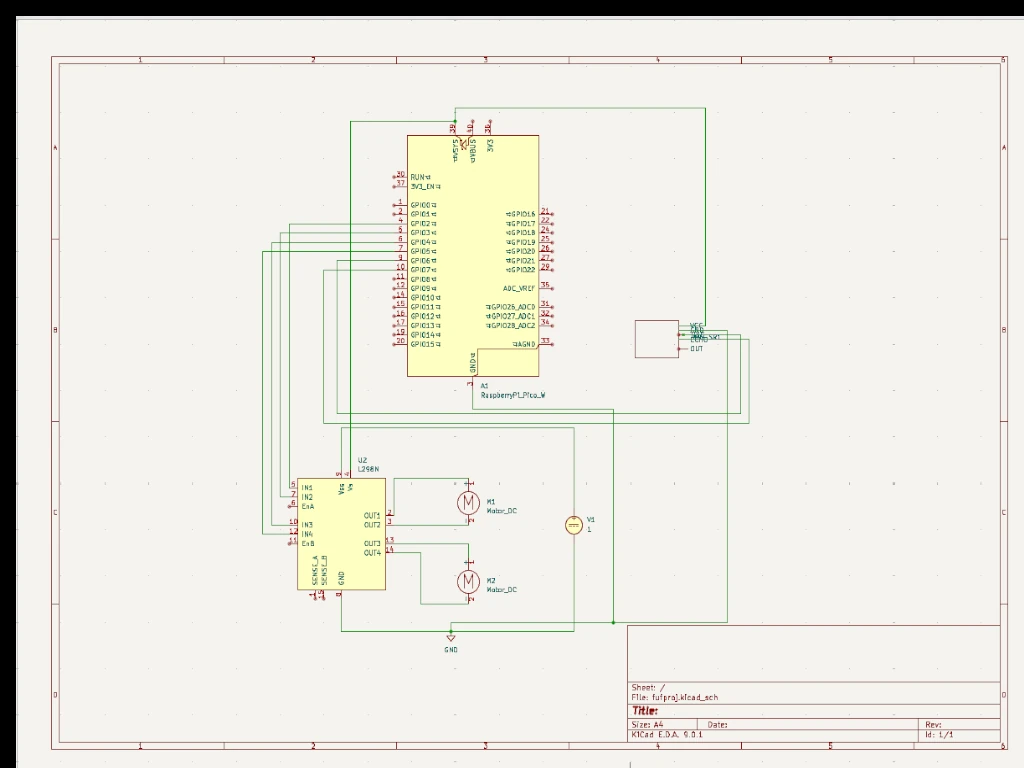 1 2 3 4 5 6
A
A
39 40 36
VSYS VBUS 3V3
30 RUN
37 3V3_EN
1 GPIO0
2 GPIO1
4 GPIO2
5 GPIO3
6 GPIO4
7 GPIO5
9 GPIO6
10 GPIO7
11 GPIO8
12 GPIO9
14 GPIO10
15 GPIO11
16 GPIO12
17 GPIO13
19 GPIO14
20 GPIO15
GPIO16 21
GPIO17 22
GPIO18 24
GPIO19 25
GPIO20 26
GPIO21 27
GPIO22 29
ADC_VREF 35
GPIO26_ADC0 31
GPIO27_ADC1 32
GPIO28_ADC2 34
AGND 33
GND
3
A1
RaspberryPi_Pico_W
B
B
VCC
OUT
U2
L298N
9 4
Vss Vs
5 IN1
7 IN2
6 EnA
10 IN3
12 IN4
11 EnB
OUT1 2
OUT2 3
OUT3 13
OUT4 14
SENSE_A SENSE_B GND
1 15 8
1
M
2
M1
Motor_DC
1
M
2
M2
Motor_DC
V1
1
GND
C
C
D
D
Sheet: /
File: fufproj.kicad_sch
Title:
Size: A4 Date: Rev:
KiCad E.D.A. 9.0.1 Id: 1/1
1 2 3 4 5 6